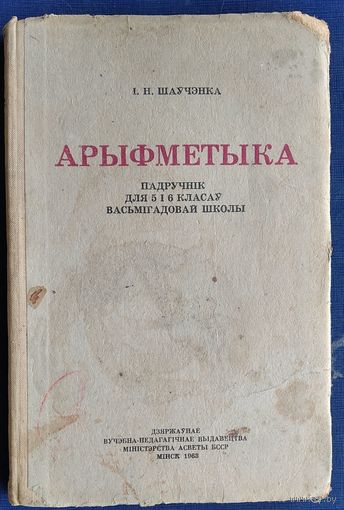 І. Н. ШАЎЧЭНКА
АРЫФМЕТЫКА
ПАДРУЧНІК
ДЛЯ 5 І 6 КЛАСАЎ
ВАСЬМІГАДОВАЙ ШКОЛЫ
ДЗЯРЖАЎНАЕ
ВУЧЭБНА-ПЕДАГАГІЧНАЕ ВЫДАВЕЦТВА
МІНІСТЭРСТВА АСВЕТЫ БССР
МІНСК 1963